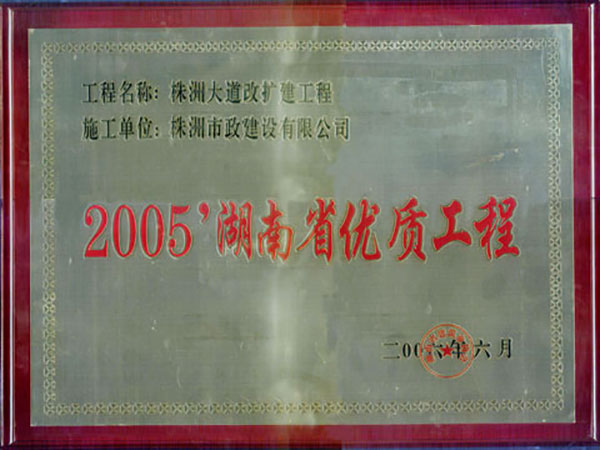 工程名称：株洲大道改扩建工程
施工单位：株洲市政建设有限公司
2005'湖南省优质工程
二00六年六月